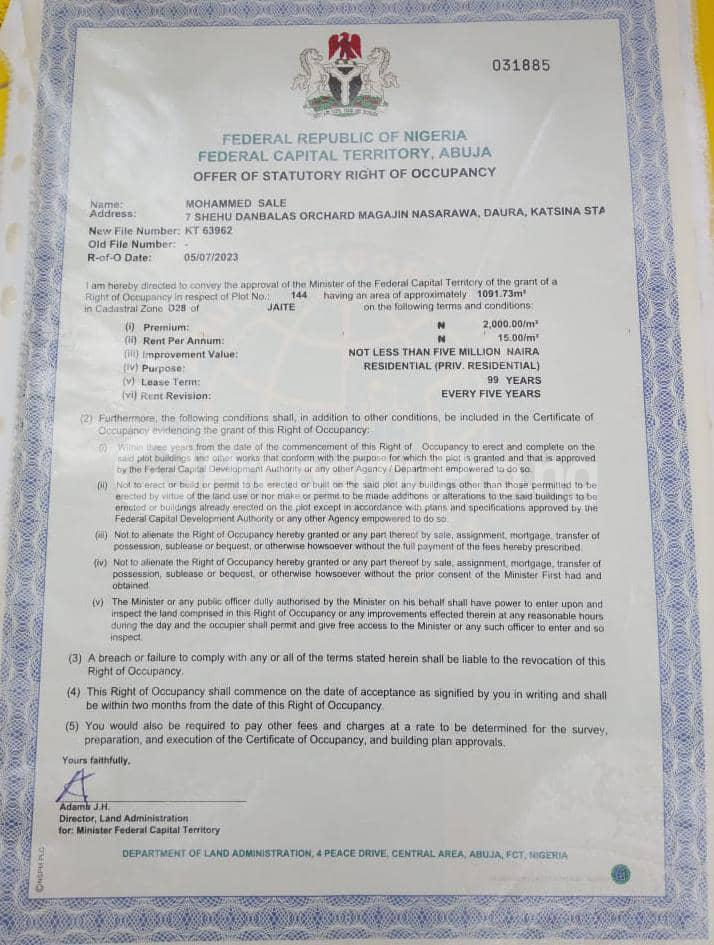 031885
FEDERAL REPUBLIC OF NIGERIA
FEDERAL CAPITAL TERRITORY, ABUJA
OFFER OF STATUTORY RIGHT OF OCCUPANCY
Name: MOHAMMED SALE
Address: 7 SHEHU DANBALAS ORCHARD MAGAJIN NASARAWA, DAURA, KATSINA STA
New File Number: KT 63962
Old File Number: -
R-of-O Date: 05/07/2023
I am hereby directed to convey the approval of the Minister of the Federal Capital Territory of the grant of a
Right of Occupancy in respect of Plot No.: 144 having an area of approximately 1091.73m²
in Cadastral Zone D28 of JAITE on the following terms and conditions:
(i) Premium: N 2,000.00/m²
(ii) Rent Per Annum: N 15.00/m²
(iii) Improvement Value: NOT LESS THAN FIVE MILLION NAIRA
(iv) Purpose: RESIDENTIAL (PRIV. RESIDENTIAL)
(v) Lease Term: 99 YEARS
(vi) Rent Revision: EVERY FIVE YEARS
(2) Furthermore, the following conditions shall, in addition to other conditions, be included in the Certificate of
Occupancy evidencing the grant of this Right of Occupancy:
(i) Within three years from the date of the commencement of this Right of Occupancy to erect and complete on the
said plot buildings and other works that conform with the purpose for which the plot is granted and that is approved
by the Federal Capital Development Authority or any other Agency / Department empowered to do so.
(ii) Not to erect or build or permit to be erected or built on the said plot any buildings other than those permitted to be
erected by virtue of the land use or nor make or permit to be made additions or alterations to the said buildings to be
erected or buildings already erected on the plot except in accordance with plans and specifications approved by the
Federal Capital Development Authority or any other Agency empowered to do so.
(iii) Not to alienate the Right of Occupancy hereby granted or any part thereof by sale, assignment, mortgage, transfer of
possession, sublease or bequest, or otherwise howsoever without the full payment of the fees hereby prescribed.
(iv) Not to alienate the Right of Occupancy hereby granted or any part thereof by sale, assignment, mortgage, transfer of
possession, sublease or bequest, or otherwise howsoever without the prior consent of the Minister First had and
obtained.
(v) The Minister or any public officer dully authorised by the Minister on his behalf shall have power to enter upon and
inspect the land comprised in this Right of Occupancy or any improvements effected therein at any reasonable hours
during the day and the occupier shall permit and give free access to the Minister or any such officer to enter and so
inspect.
(3) A breach or failure to comply with any or all of the terms stated herein shall be liable to the revocation of this
Right of Occupancy.
(4) This Right of Occupancy shall commence on the date of acceptance as signified by you in writing and shall
be within two months from the date of this Right of Occupancy.
(5) You would also be required to pay other fees and charges at a rate to be determined for the survey,
preparation, and execution of the Certificate of Occupancy, and building plan approvals.
Yours faithfully,
Adamu J.H.
Director, Land Administration
for: Minister Federal Capital Territory
DEPARTMENT OF LAND ADMINISTRATION, 4 PEACE DRIVE, CENTRAL AREA, ABUJA, FCT, NIGERIA
©NSPM PLC